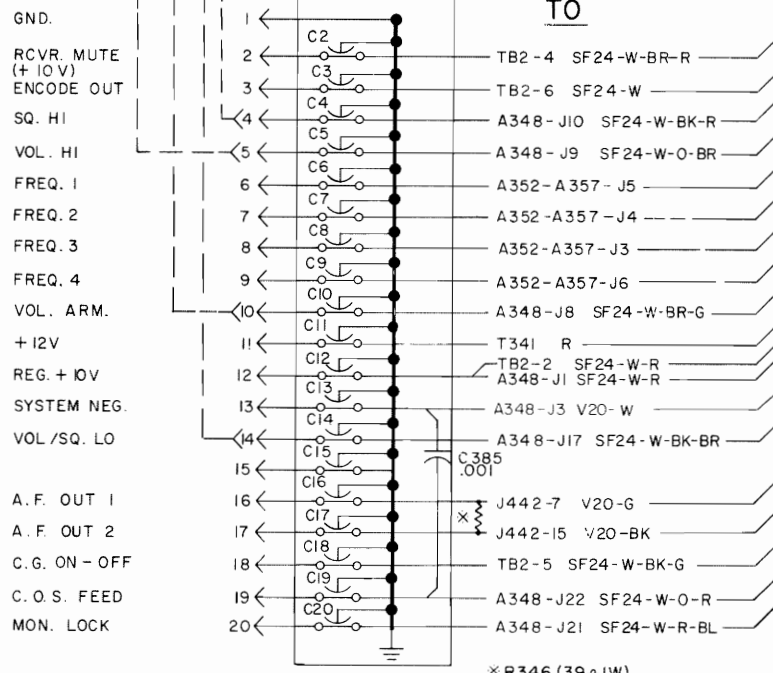 TO
GND. 1
C2
RCVR. MUTE 2 TB2-4 SF24-W-BR-R
(+10V)
C3
ENCODE OUT 3 TB2-6 SF24-W
C4
SQ. HI 4 A348-J10 SF24-W-BK-R
C5
VOL. HI 5 A348-J9 SF24-W-O-BR
C6
FREQ. 1 6 A352-A357-J5
C7
FREQ. 2 7 A352-A357-J4
C8
FREQ. 3 8 A352-A357-J3
C9
FREQ. 4 9 A352-A357-J6
C10
VOL. ARM. 10 A348-J8 SF24-W-BR-G
C11
+12V 11 T341 R
C12 TB2-2 SF24-W-R
REG. +10V 12 A348-J1 SF24-W-R
C13
SYSTEM NEG. 13 A348-J3 V20-W
C14
VOL/SQ. LO 14 A348-J17 SF24-W-BK-BR
C15 C385
15 .001
C16
A.F. OUT 1 16 J442-7 V20-G
C17 ※
A.F. OUT 2 17 J442-15 V20-BK
C18
C.G. ON-OFF 18 TB2-5 SF24-W-BK-G
C19
C.O.S. FEED 19 A348-J22 SF24-W-O-R
C20
MON. LOCK 20 A348-J21 SF24-W-R-BL
※R346 (39Ω1W)